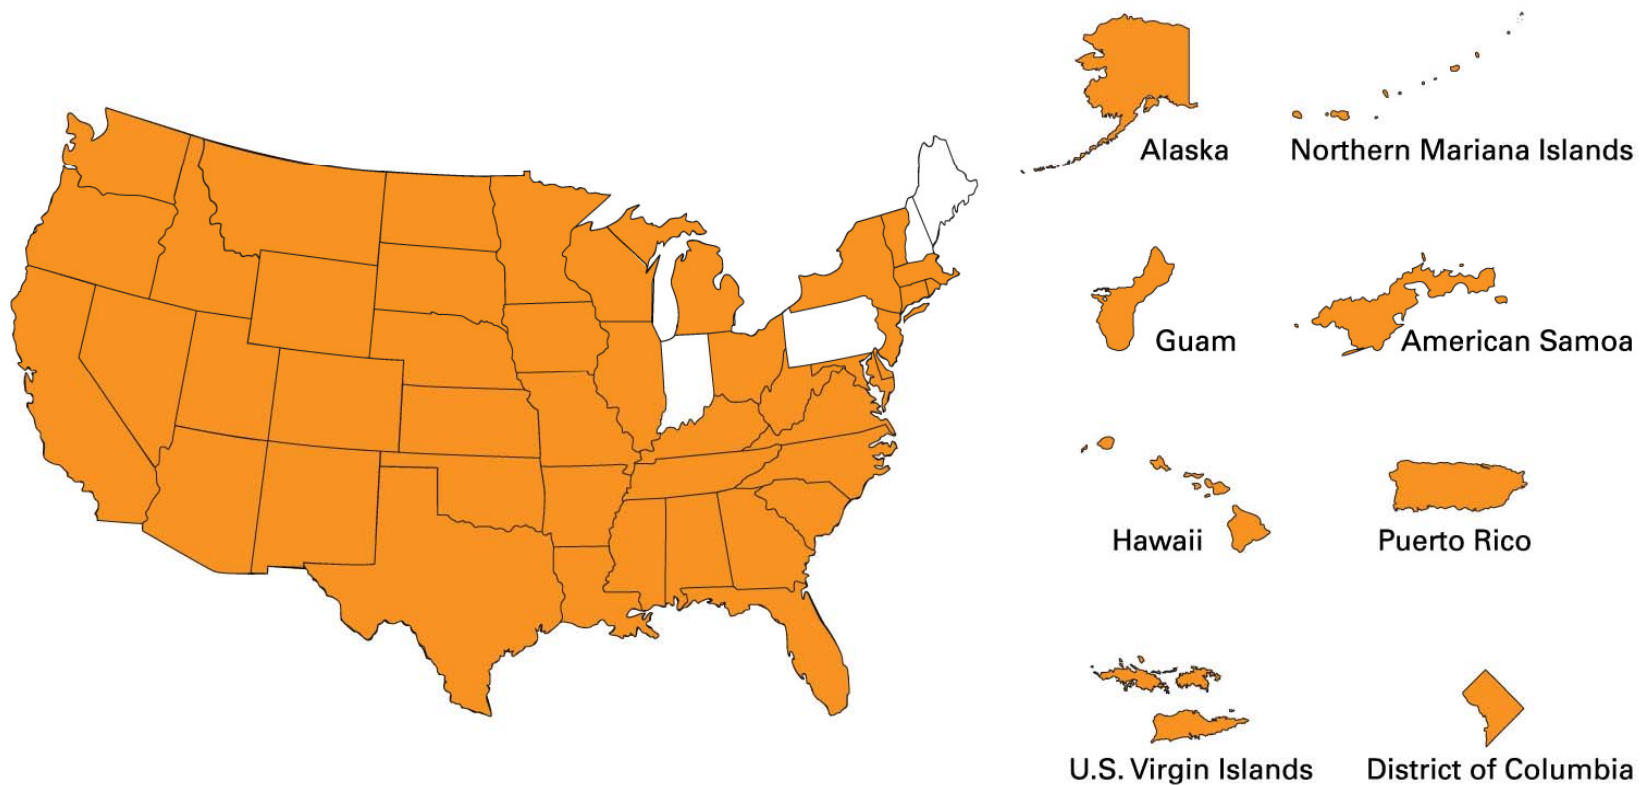 Alaska
Northern Mariana Islands
Guam
American Samoa
Hawaii
Puerto Rico
U.S. Virgin Islands
District of Columbia